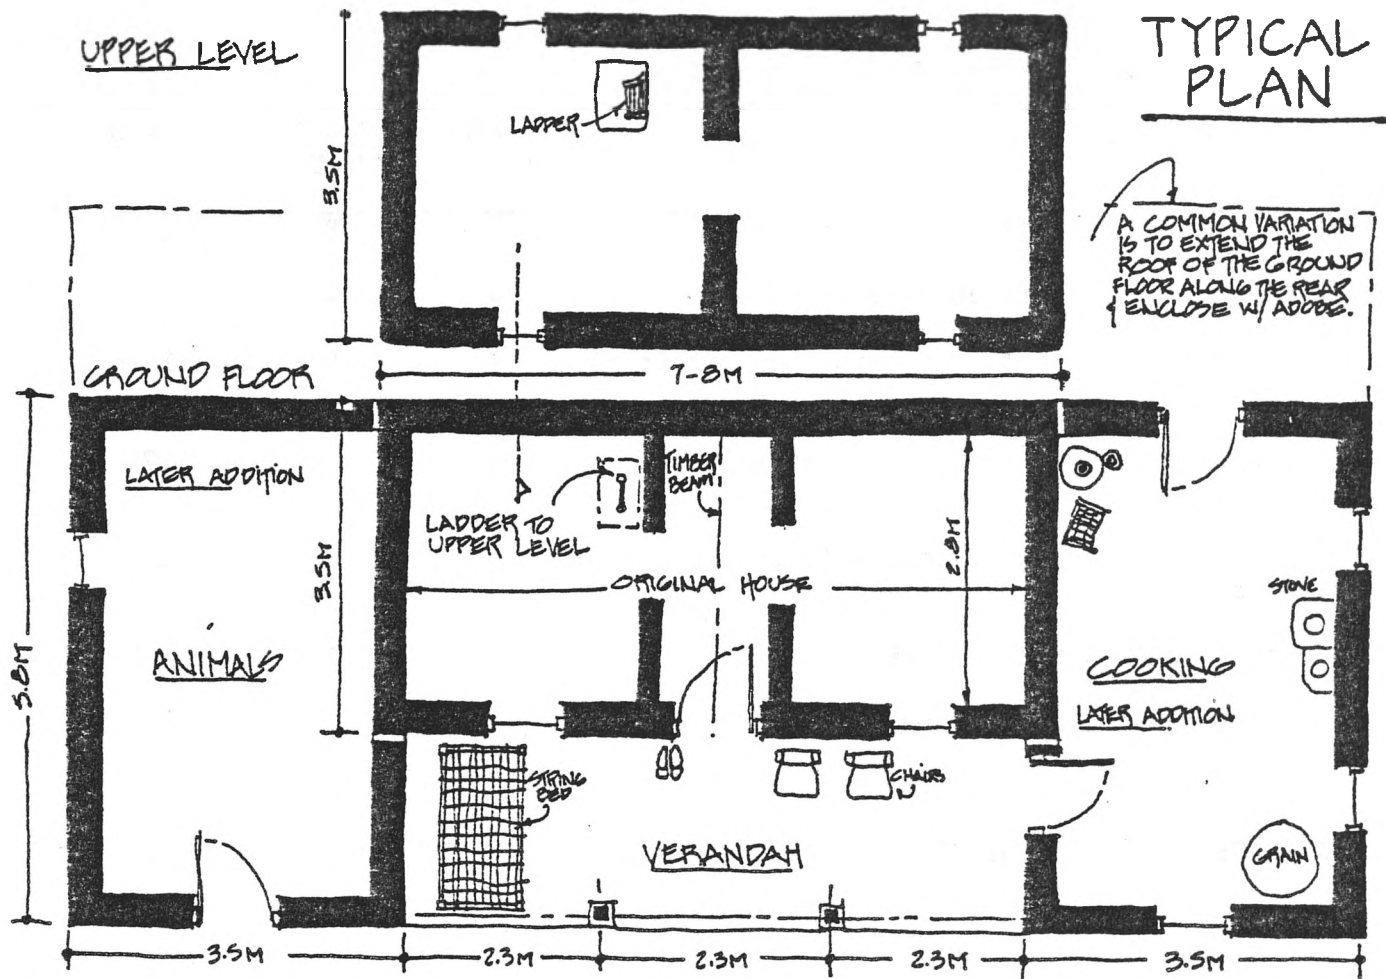 UPPER LEVEL
TYPICAL
PLAN
LADDER
3.5M
A COMMON VARIATION
IS TO EXTEND THE
ROOF OF THE GROUND
FLOOR ALONG THE REAR
& ENCLOSE W/ ADOBE.
7-8M
GROUND FLOOR
LATER ADDITION
TIMBER
BEAM
LADDER TO
UPPER LEVEL
2.8M
3.5M
ORIGINAL HOUSE
STOVE
5.8M
ANIMALS
COOKING
LATER ADDITION
STRING
BED
CHAIRS
VERANDAH
GRAIN
3.5M
2.3M
2.3M
2.3M
3.5M